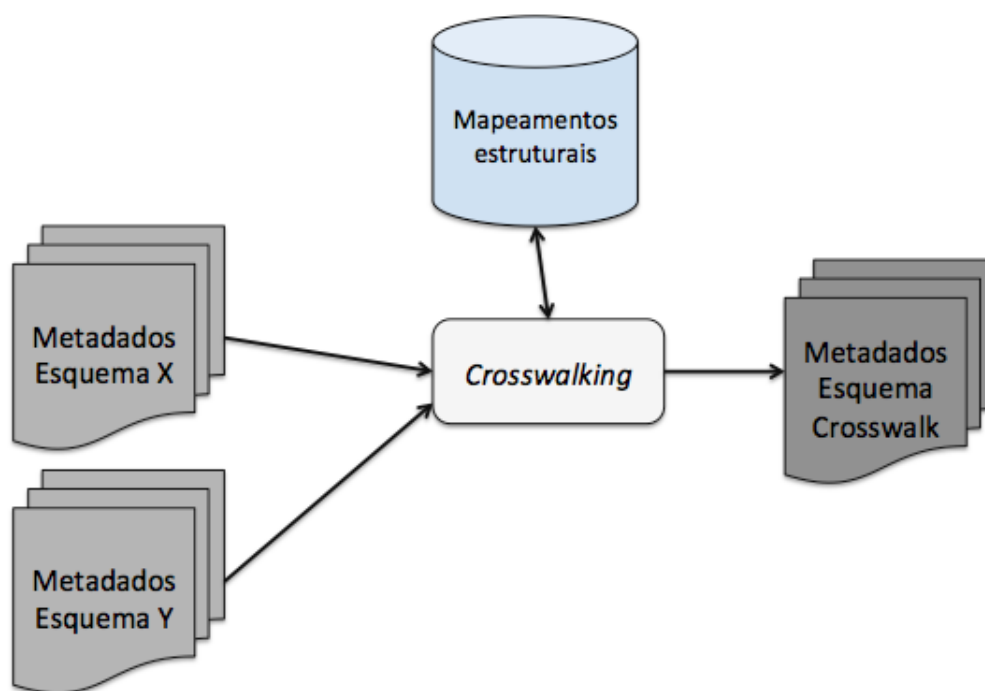 Mapeamentos
estruturais
Metadados
Esquema X
Crosswalking
Metadados
Esquema
Crosswalk
Metadados
Esquema Y